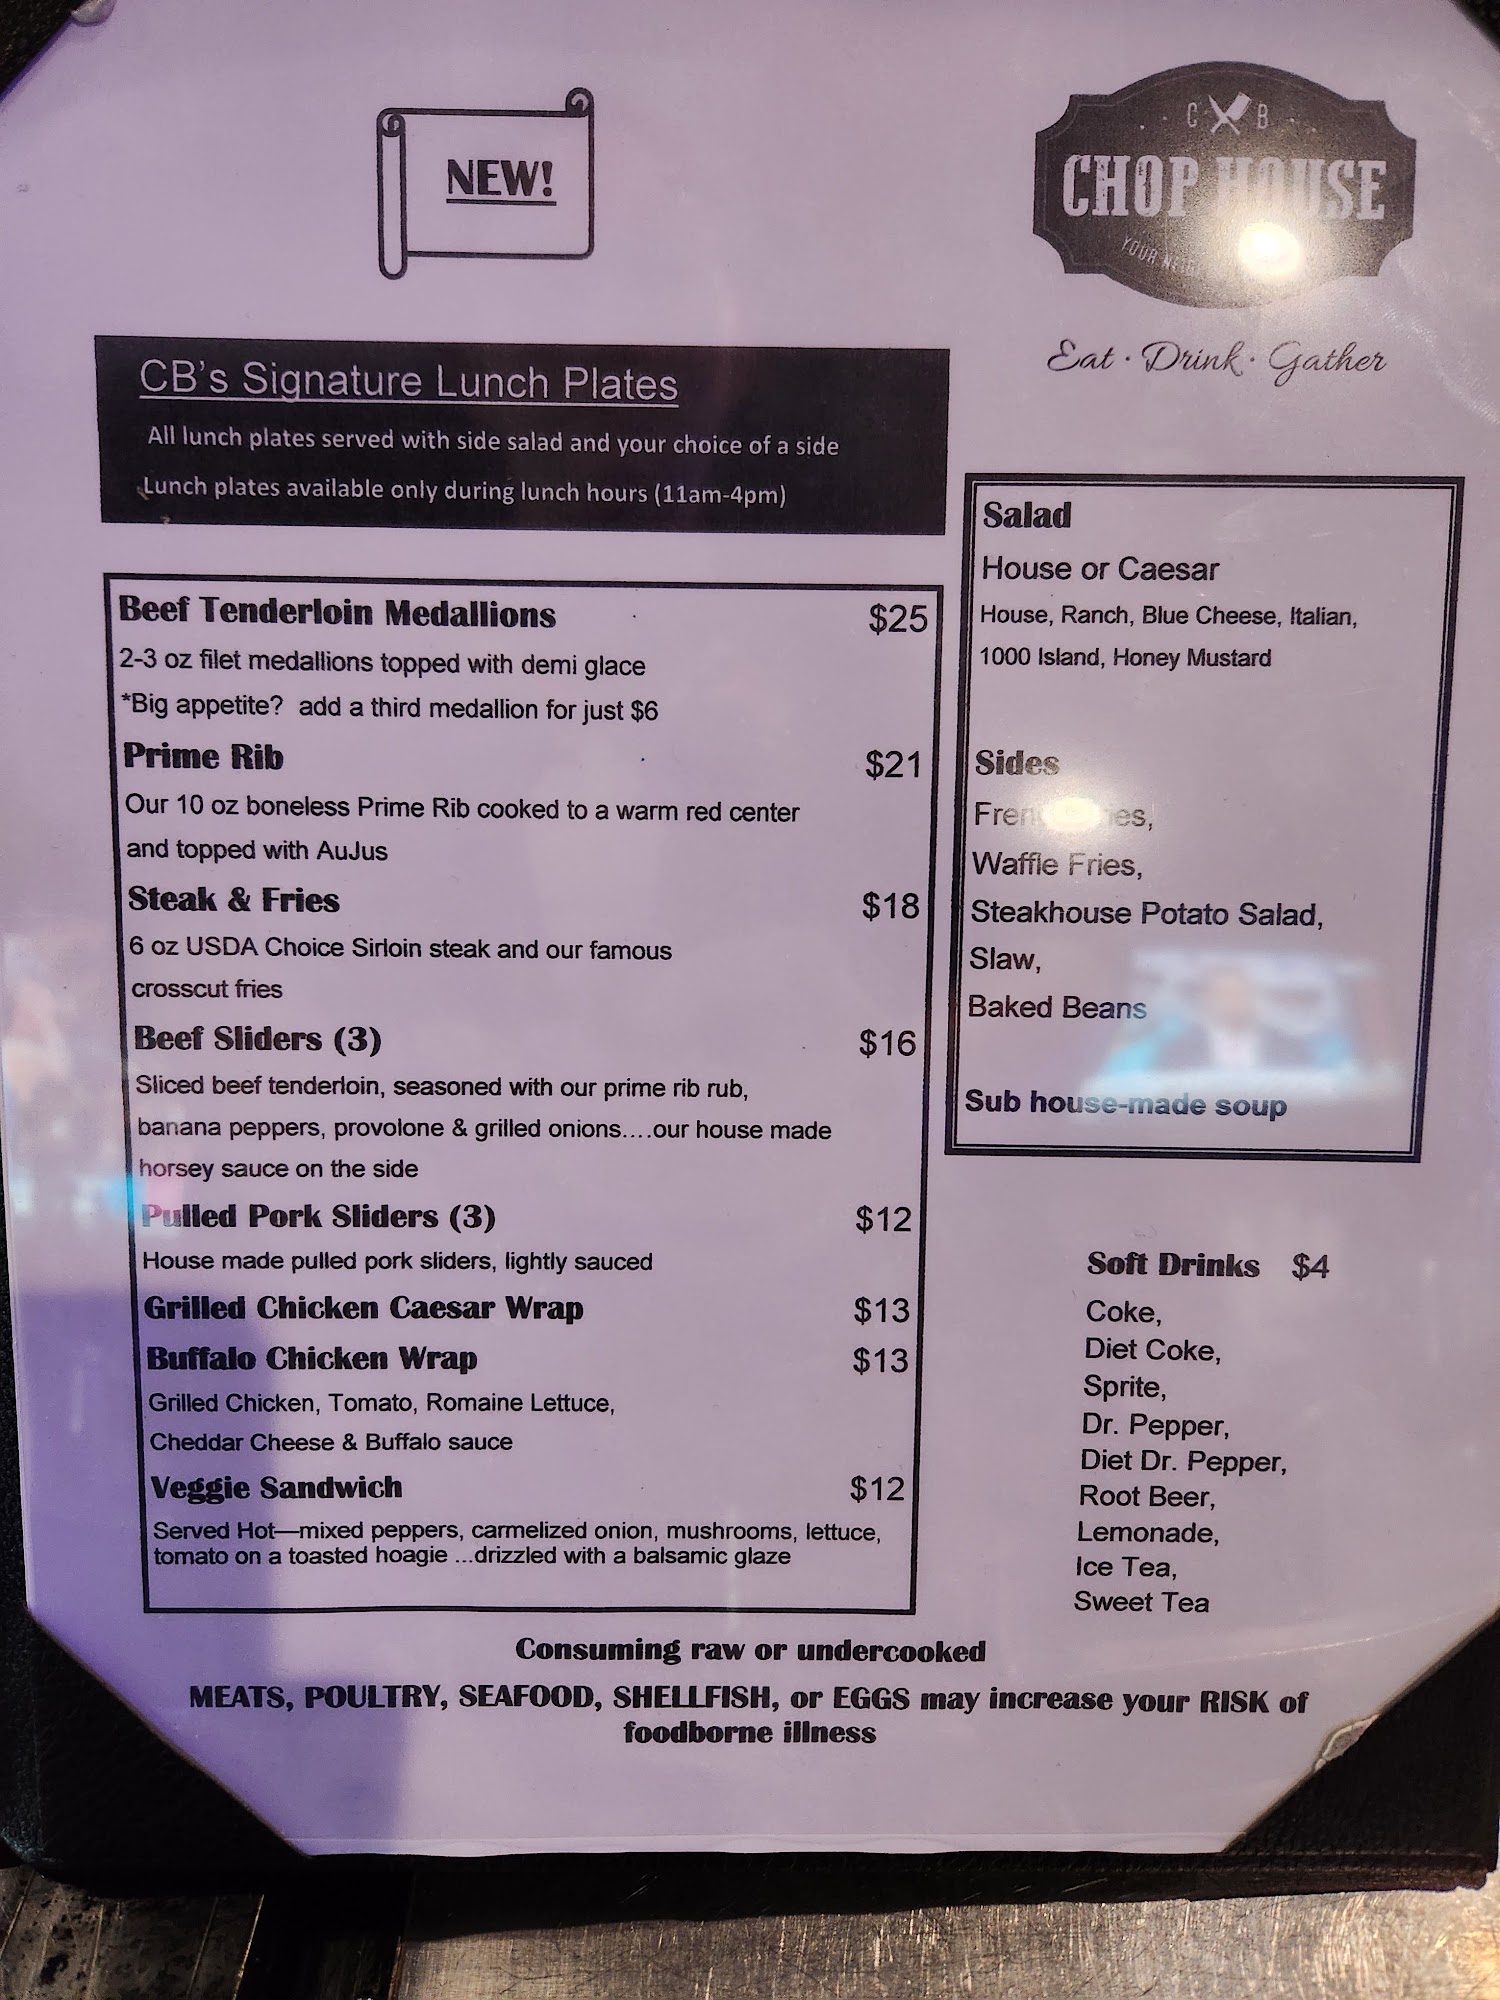 NEW!
C B
CHOP HOUSE
YOUR
Eat · Drink · Gather
CB's Signature Lunch Plates
All lunch plates served with side salad and your choice of a side
Lunch plates available only during lunch hours (11am-4pm)
Beef Tenderloin Medallions $25
2-3 oz filet medallions topped with demi glace
*Big appetite? add a third medallion for just $6
Prime Rib $21
Our 10 oz boneless Prime Rib cooked to a warm red center
and topped with AuJus
Steak & Fries $18
6 oz USDA Choice Sirloin steak and our famous
crosscut fries
Beef Sliders (3) $16
Sliced beef tenderloin, seasoned with our prime rib rub,
banana peppers, provolone & grilled onions....our house made
horsey sauce on the side
Pulled Pork Sliders (3) $12
House made pulled pork sliders, lightly sauced
Grilled Chicken Caesar Wrap $13
Buffalo Chicken Wrap $13
Grilled Chicken, Tomato, Romaine Lettuce,
Cheddar Cheese & Buffalo sauce
Veggie Sandwich $12
Served Hot—mixed peppers, carmelized onion, mushrooms, lettuce,
tomato on a toasted hoagie ...drizzled with a balsamic glaze
Salad
House or Caesar
House, Ranch, Blue Cheese, Italian,
1000 Island, Honey Mustard
Sides
French Fries,
Waffle Fries,
Steakhouse Potato Salad,
Slaw,
Baked Beans
Sub house-made soup
Soft Drinks $4
Coke,
Diet Coke,
Sprite,
Dr. Pepper,
Diet Dr. Pepper,
Root Beer,
Lemonade,
Ice Tea,
Sweet Tea
Consuming raw or undercooked
MEATS, POULTRY, SEAFOOD, SHELLFISH, or EGGS may increase your RISK of
foodborne illness